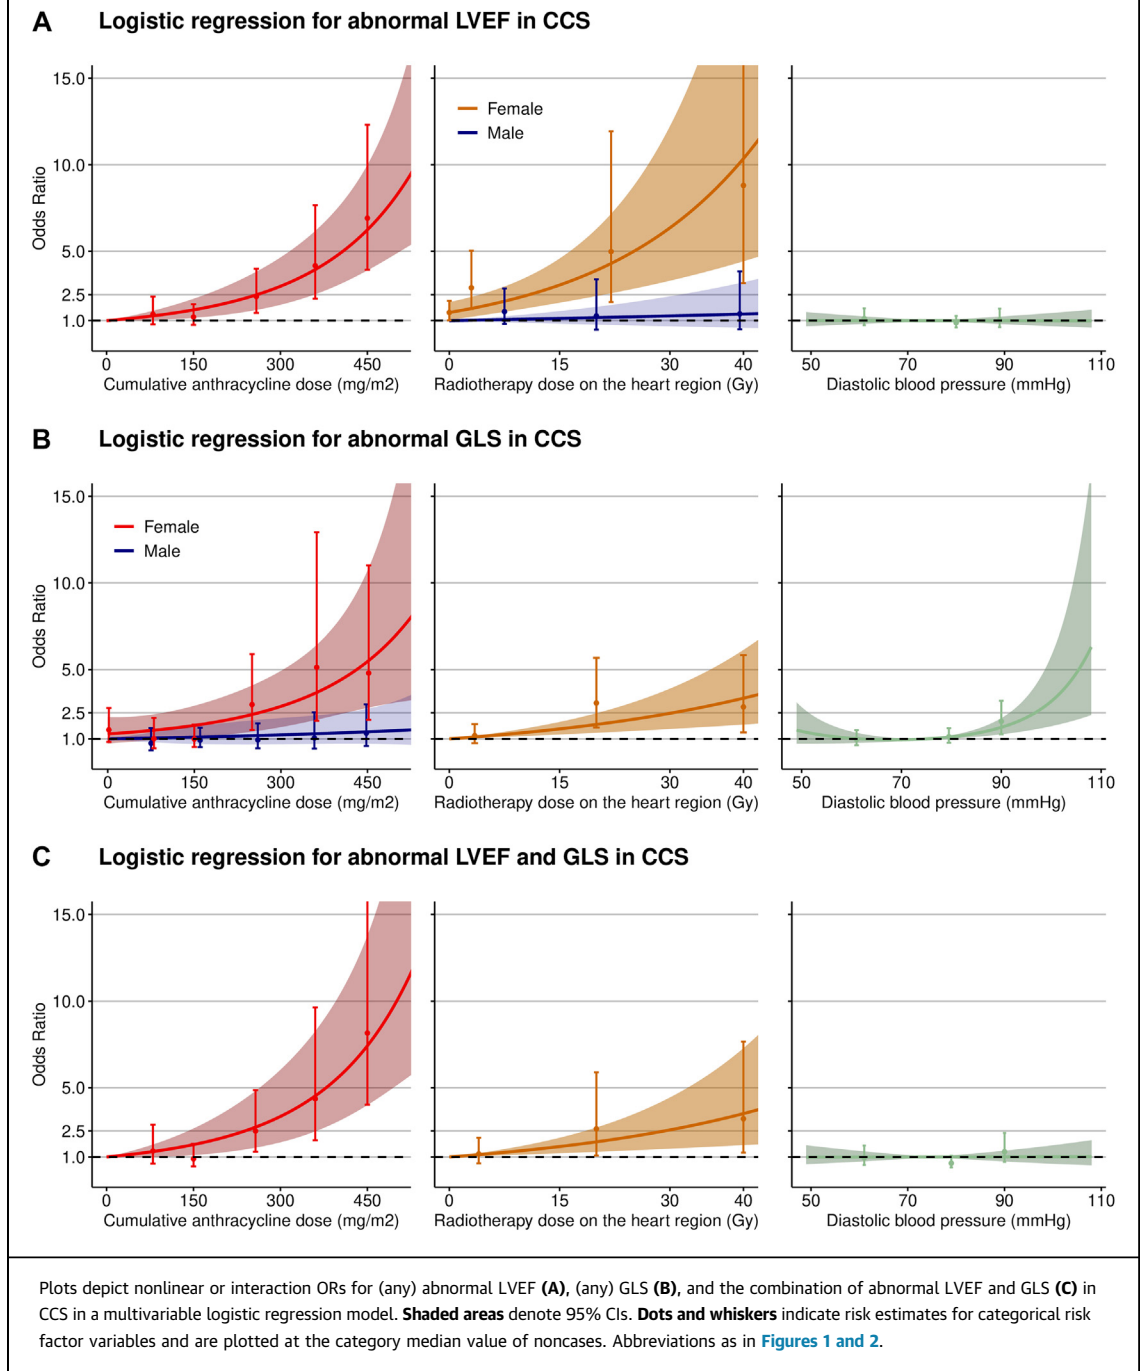 A Logistic regression for abnormal LVEF in CCS
Odds Ratio
15.0
10.0
5.0
2.5
1.0
0 150 300 450
Cumulative anthracycline dose (mg/m2)
Female
Male
0 15 30 40
Radiotherapy dose on the heart region (Gy)
50 70 90 110
Diastolic blood pressure (mmHg)
B Logistic regression for abnormal GLS in CCS
Odds Ratio
15.0
10.0
5.0
2.5
1.0
Female
Male
0 150 300 450
Cumulative anthracycline dose (mg/m2)
0 15 30 40
Radiotherapy dose on the heart region (Gy)
50 70 90 110
Diastolic blood pressure (mmHg)
C Logistic regression for abnormal LVEF and GLS in CCS
Odds Ratio
15.0
10.0
5.0
2.5
1.0
0 150 300 450
Cumulative anthracycline dose (mg/m2)
0 15 30 40
Radiotherapy dose on the heart region (Gy)
50 70 90 110
Diastolic blood pressure (mmHg)
Plots depict nonlinear or interaction ORs for (any) abnormal LVEF (A), (any) GLS (B), and the combination of abnormal LVEF and GLS (C) in
CCS in a multivariable logistic regression model. Shaded areas denote 95% CIs. Dots and whiskers indicate risk estimates for categorical risk
factor variables and are plotted at the category median value of noncases. Abbreviations as in Figures 1 and 2.